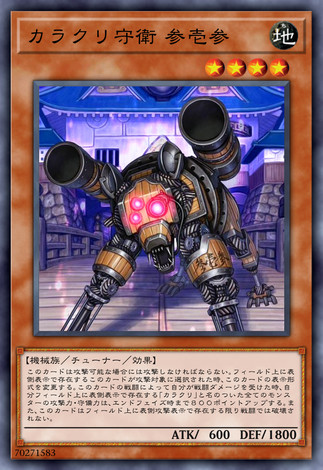 カラクリ守衛 参壱参
地
【機械族／チューナー／効果】
このカードは攻撃可能な場合には攻撃しなければならない。フィールド上に表
側表示で存在するこのカードが攻撃対象に選択された時、このカードの表示形
式を変更する。このカードの戦闘によって自分が戦闘ダメージを受けた時、自
分フィールド上に表側表示で存在する「カラクリ」と名のついた全てのモン
スターの攻撃力・守備力は、エンドフェイズ時まで８００ポイントアップする。ま
た、このカードはフィールド上に表側攻撃表示で存在する限り戦闘では破壊さ
れない。
ATK/ 600 DEF/1800
70271583